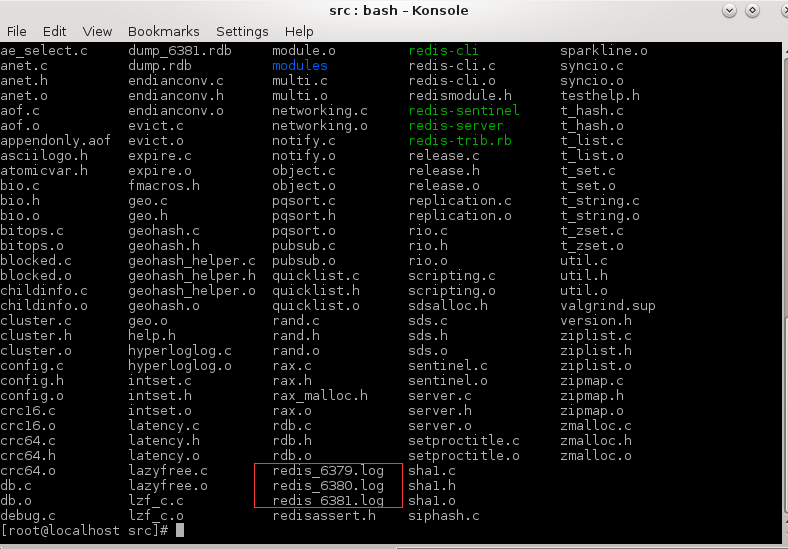 src : bash – Konsole
File Edit View Bookmarks Settings Help
ae_select.c dump_6381.rdb module.o redis-cli sparkline.o
anet.c dump.rdb modules redis-cli.c syncio.c
anet.h endianconv.c multi.c redis-cli.o syncio.o
anet.o endianconv.h multi.o redismodule.h testhelp.h
aof.c endianconv.o networking.c redis-sentinel t_hash.c
aof.o evict.c networking.o redis-server t_hash.o
appendonly.aof evict.o notify.c redis-trib.rb t_list.c
asciilogo.h expire.c notify.o release.c t_list.o
atomicvar.h expire.o object.c release.h t_set.c
bio.c fmacros.h object.o release.o t_set.o
bio.h geo.c pqsort.c replication.c t_string.c
bio.o geo.h pqsort.h replication.o t_string.o
bitops.c geohash.c pqsort.o rio.c t_zset.c
bitops.o geohash.h pubsub.c rio.h t_zset.o
blocked.c geohash_helper.c pubsub.o rio.o util.c
blocked.o geohash_helper.h quicklist.c scripting.c util.h
childinfo.c geohash_helper.o quicklist.h scripting.o util.o
childinfo.o geohash.o quicklist.o sdsalloc.h valgrind.sup
cluster.c geo.o rand.c sds.c version.h
cluster.h help.h rand.h sds.h ziplist.c
cluster.o hyperloglog.c rand.o sds.o ziplist.h
config.c hyperloglog.o rax.c sentinel.c ziplist.o
config.h intset.c rax.h sentinel.o zipmap.c
config.o intset.h rax_malloc.h server.c zipmap.h
crc16.c intset.o rax.o server.h zipmap.o
crc16.o latency.c rdb.c server.o zmalloc.c
crc64.c latency.h rdb.h setproctitle.c zmalloc.h
crc64.h latency.o rdb.o setproctitle.o zmalloc.o
crc64.o lazyfree.c redis_6379.log sha1.c
db.c lazyfree.o redis_6380.log sha1.h
db.o lzf_c.c redis_6381.log sha1.o
debug.c lzf_c.o redisassert.h siphash.c
[root@localhost src]#